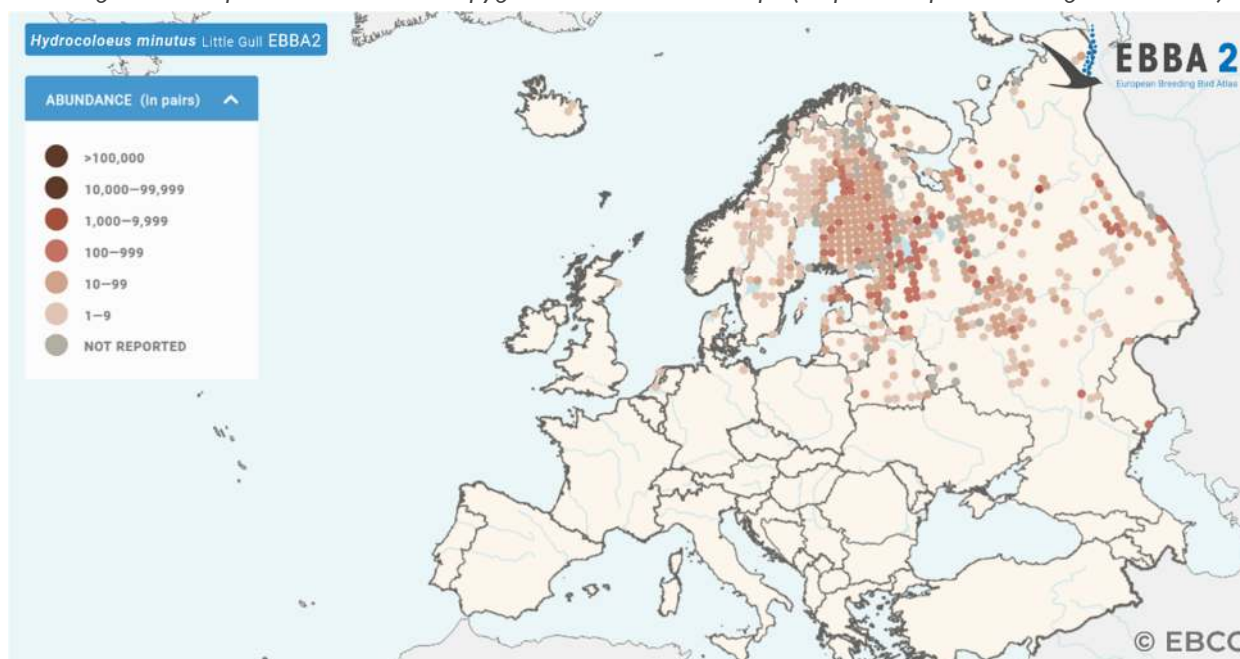 Hydrocoloeus minutus Little Gull EBBA2
EBBA 2
European Breeding Bird Atlas
ABUNDANCE (in pairs)
>100,000
10,000–99,999
1,000–9,999
100–999
10–99
1–9
NOT REPORTED
© EBCC